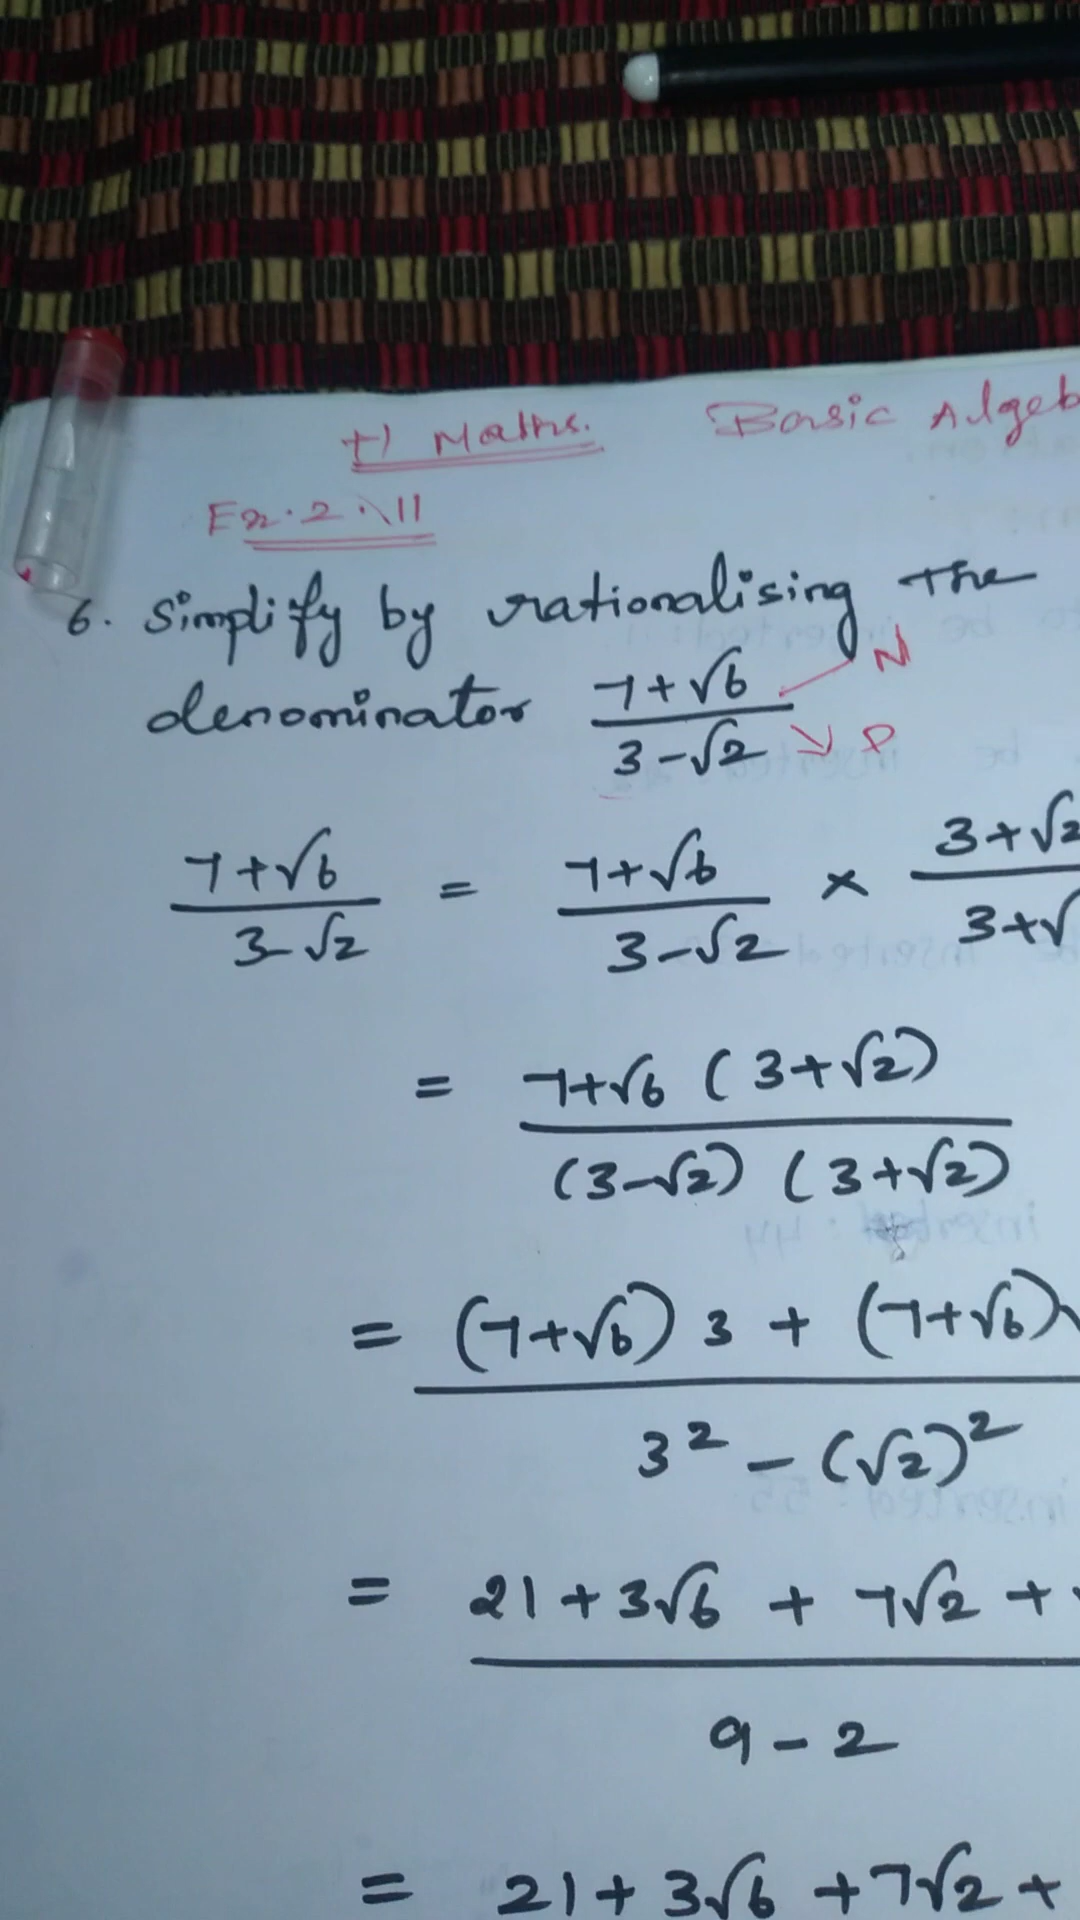 +1 Maths. Basic Algeb
Ex. 2.11
6. Simplify by rationalising the
denominator (7+√6)/(3-√2) N D
(7+√6)/(3-√2) = (7+√6)/(3-√2) × (3+√2)/(3+√
= (7+√6 (3+√2))/((3-√2) (3+√2))
= ((7+√6) 3 + (7+√6)√)/(3² - (√2)²)
= (21+3√6 + 7√2 +)/(9-2)
= 21+3√6 +7√2 +